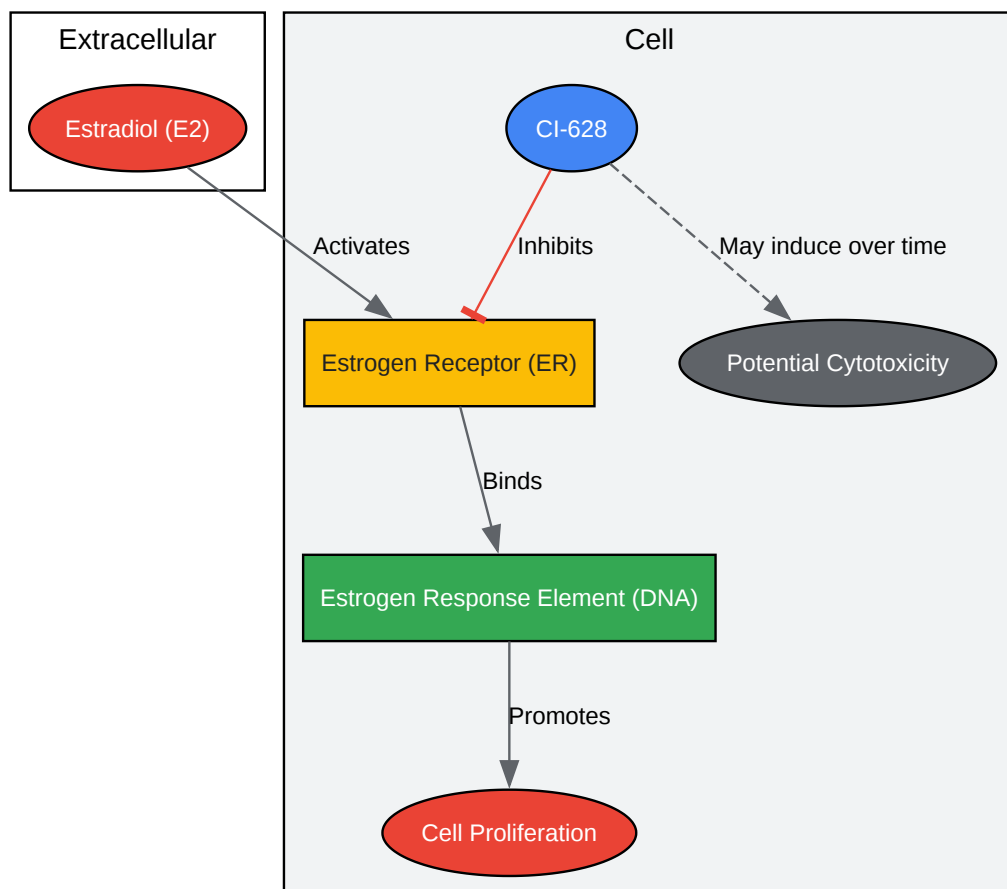 Extracellular
Cell
Estradiol (E2)
CI-628
Activates
Inhibits
May induce over time
Estrogen Receptor (ER)
Potential Cytotoxicity
Binds
Estrogen Response Element (DNA)
Promotes
Cell Proliferation